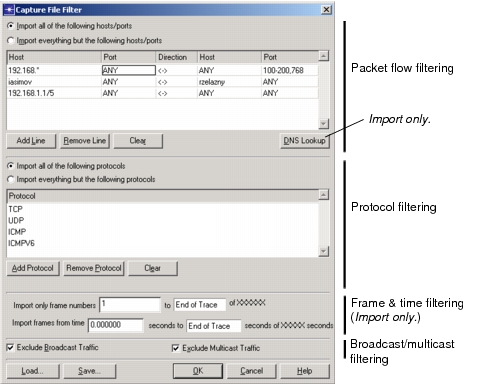 Capture File Filter
Import all of the following hosts/ports
Import everything but the following hosts/ports
Host Port Direction Host Port
192.168.* ANY <-> ANY 100-200,768
iasimov ANY <-> rzelazny ANY
192.168.1.1/5 ANY <-> ANY ANY
Add Line Remove Line Clear DNS Lookup
Import all of the following protocols
Import everything but the following protocols
Protocol
TCP
UDP
ICMP
ICMPV6
Add Protocol Remove Protocol Clear
Import only frame numbers 1 to End of Trace of XXXXXX
Import frames from time 0.000000 seconds to End of Trace seconds of XXXXX seconds
Exclude Broadcast Traffic Exclude Multicast Traffic
Load... Save... OK Cancel Help
Packet flow filtering
Import only.
Protocol filtering
Frame & time filtering
(Import only.)
Broadcast/multicast
filtering